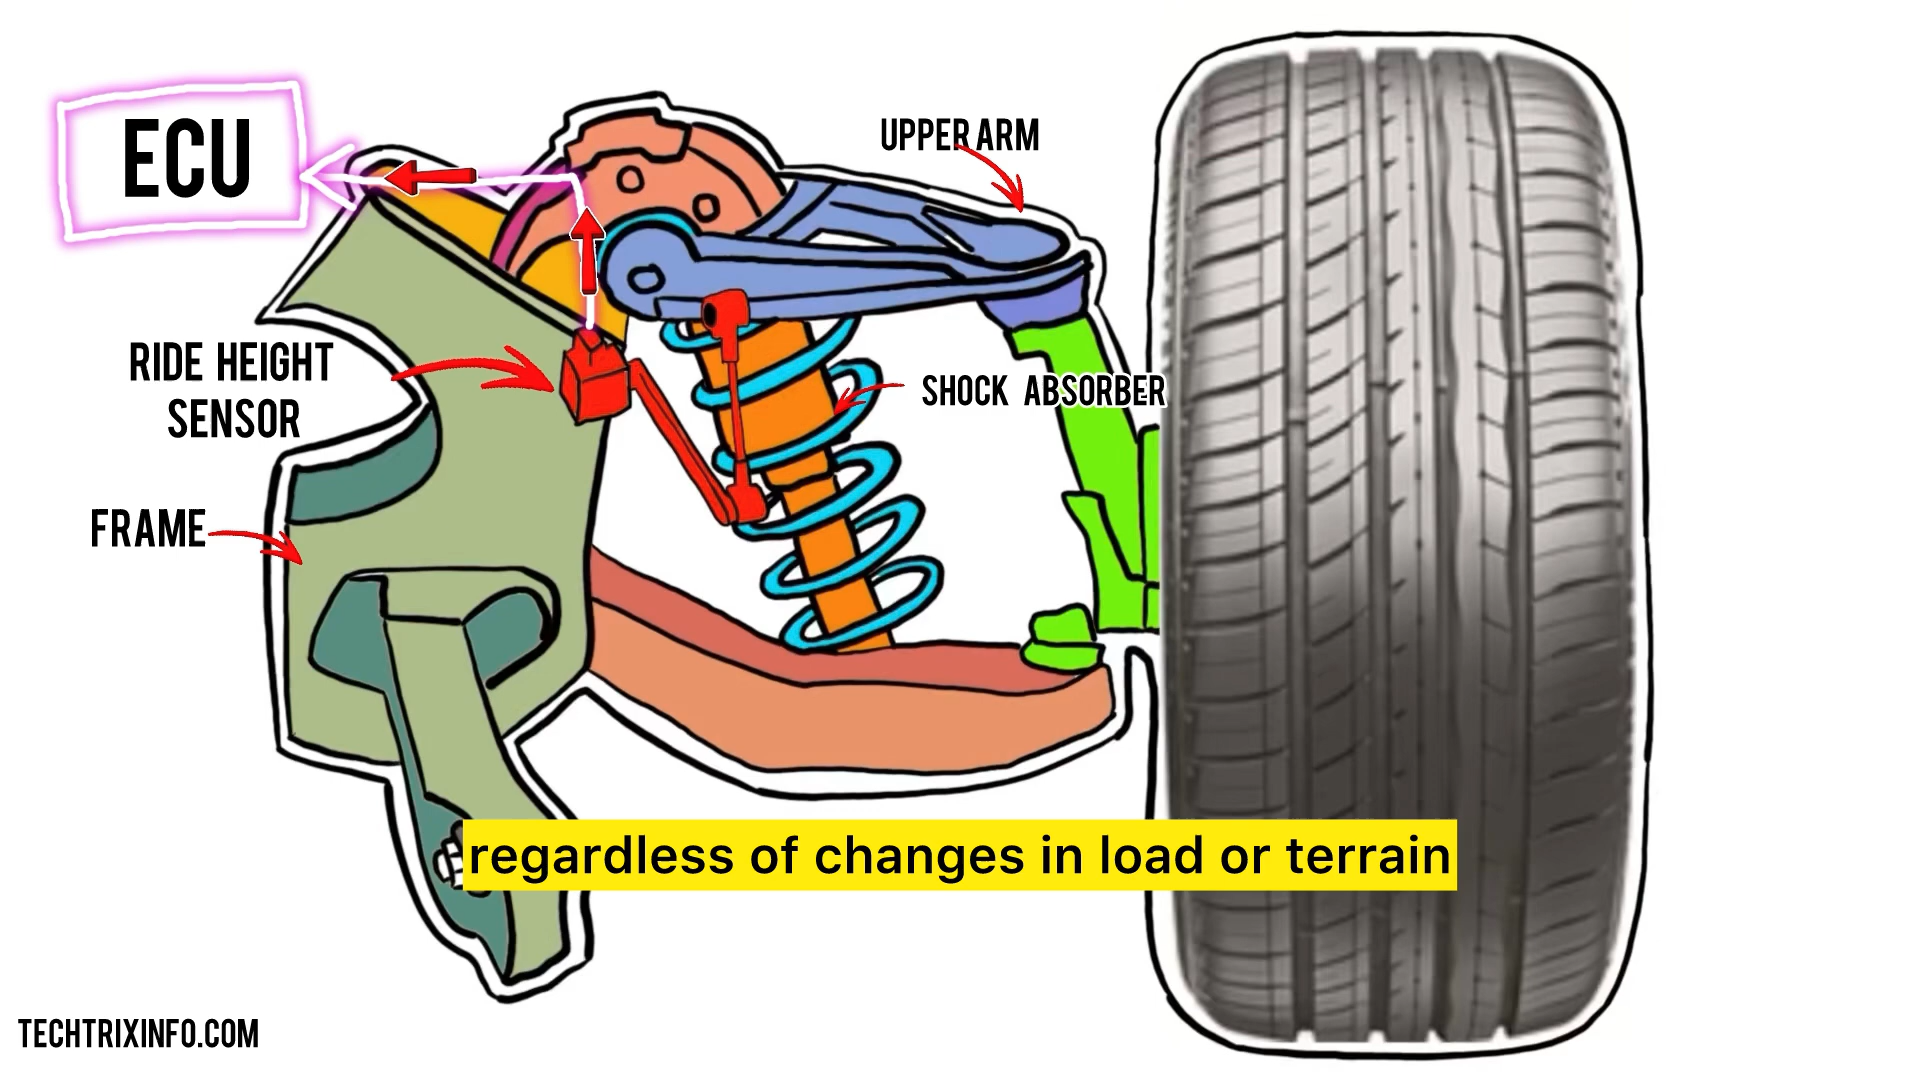 ECU
UPPER ARM
RIDE HEIGHT
SENSOR
SHOCK ABSORBER
FRAME
regardless of changes in load or terrain
TECHTRIXINFO.COM